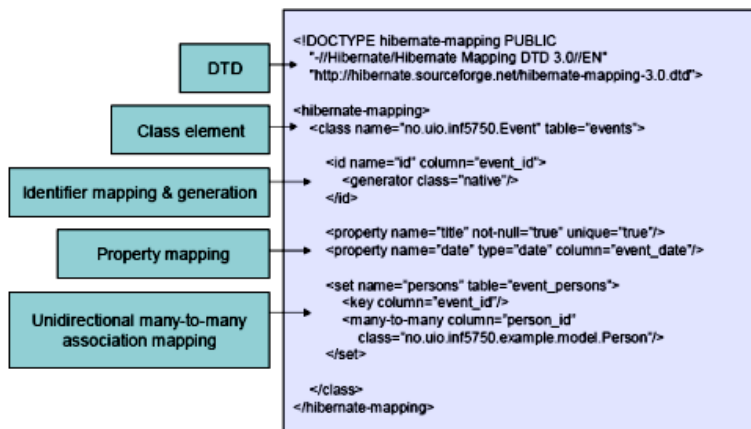 DTD
Class element
Identifier mapping & generation
Property mapping
Unidirectional many-to-many
association mapping
<!DOCTYPE hibernate-mapping PUBLIC
"-//Hibernate/Hibernate Mapping DTD 3.0//EN"
"http://hibernate.sourceforge.net/hibernate-mapping-3.0.dtd">
<hibernate-mapping>
<class name="no.uio.inf5750.Event" table="events">
<id name="id" column="event_id">
<generator class="native"/>
</id>
<property name="title" not-null="true" unique="true"/>
<property name="date" type="date" column="event_date"/>
<set name="persons" table="event_persons">
<key column="event_id"/>
<many-to-many column="person_id"
class="no.uio.inf5750.example.model.Person"/>
</set>
</class>
</hibernate-mapping>